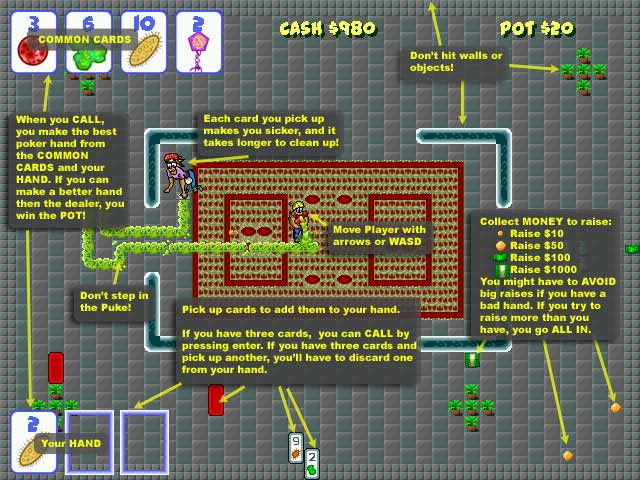 3
6
10
2
COMMON CARDS
CASH $980
POT $20
Don't hit walls or
objects!
When you CALL,
you make the best
poker hand from
the COMMON
CARDS and your
HAND. If you can
make a better hand
then the dealer, you
win the POT!
Each card you pick up
makes you sicker, and it
takes longer to clean up!
Move Player with
arrows or WASD
Collect MONEY to raise:
Raise $10
Raise $50
Raise $100
Raise $1000
You might have to AVOID
big raises if you have a
bad hand. If you try to
raise more than you
have, you go ALL IN.
Don't step in
the Puke!
Pick up cards to add them to your hand.
If you have three cards, you can CALL by
pressing enter. If you have three cards and
pick up another, you'll have to discard one
from your hand.
2
Your HAND
9
2